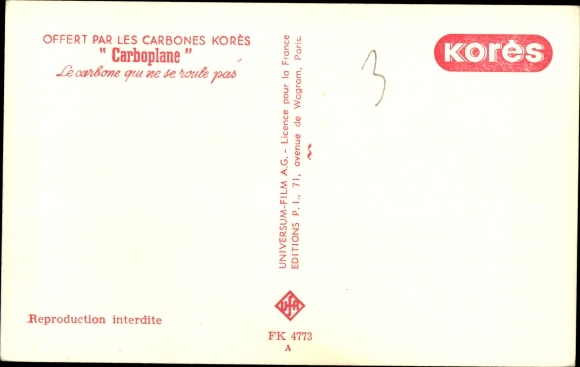 OFFERT PAR LES CARBONES KORÈS
" Carboplane "
Le carbone qui ne se roule pas
UNIVERSUM-FILM A.G. - Licence pour la France
EDITIONS P. I., 71, avenue de Wagram, Paris.
3
Korès
Reproduction interdite
UFA
FK 4773
A